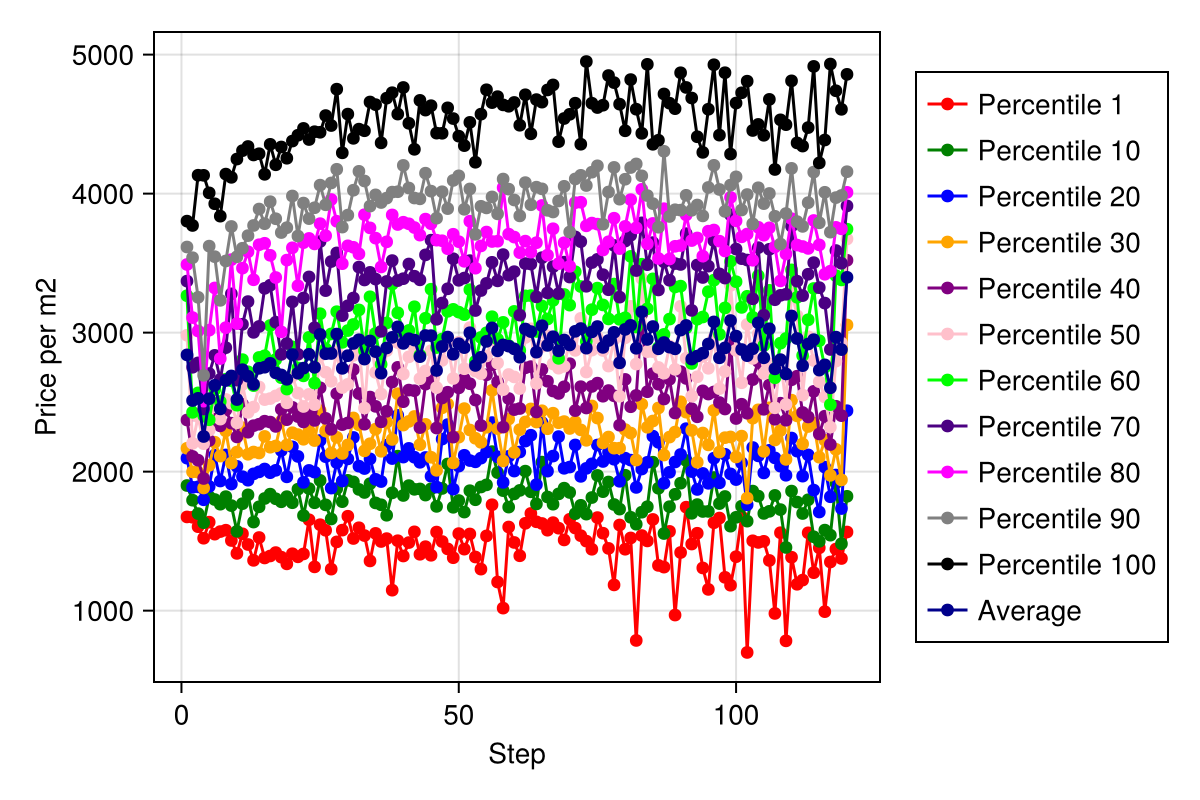 Price per m2
5000
4000
3000
2000
1000
0
50
100
Step
Percentile 1
Percentile 10
Percentile 20
Percentile 30
Percentile 40
Percentile 50
Percentile 60
Percentile 70
Percentile 80
Percentile 90
Percentile 100
Average